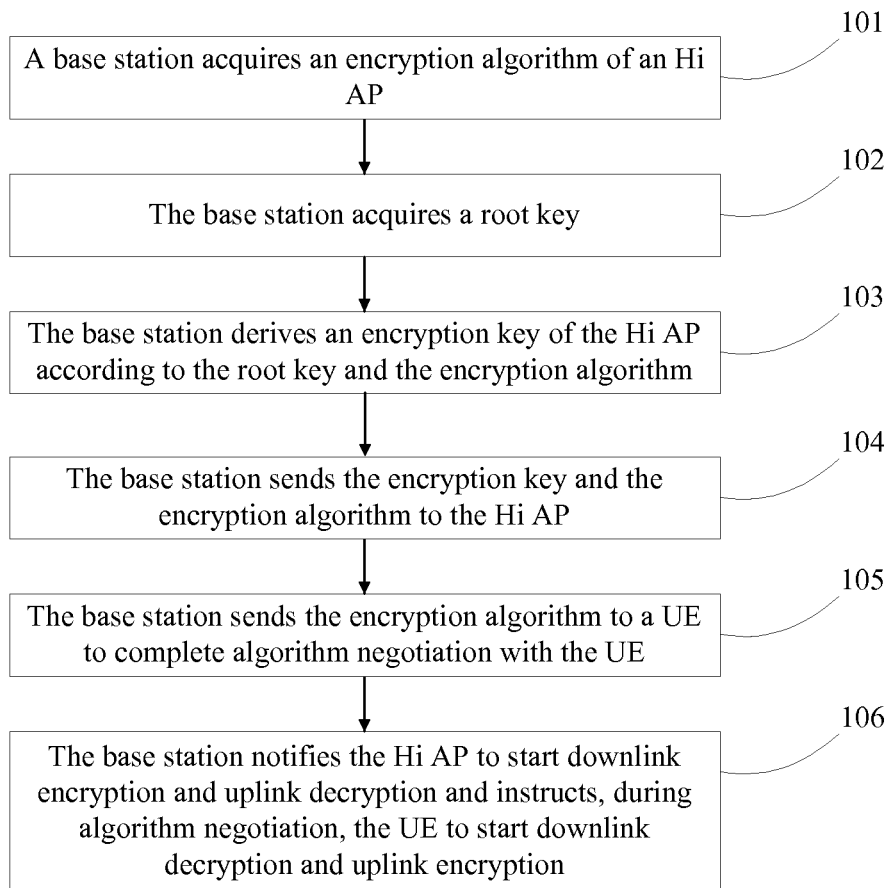 101
A base station acquires an encryption algorithm of an Hi
AP
102
The base station acquires a root key
103
The base station derives an encryption key of the Hi AP
according to the root key and the encryption algorithm
104
The base station sends the encryption key and the
encryption algorithm to the Hi AP
105
The base station sends the encryption algorithm to a UE
to complete algorithm negotiation with the UE
106
The base station notifies the Hi AP to start downlink
encryption and uplink decryption and instructs, during
algorithm negotiation, the UE to start downlink
decryption and uplink encryption